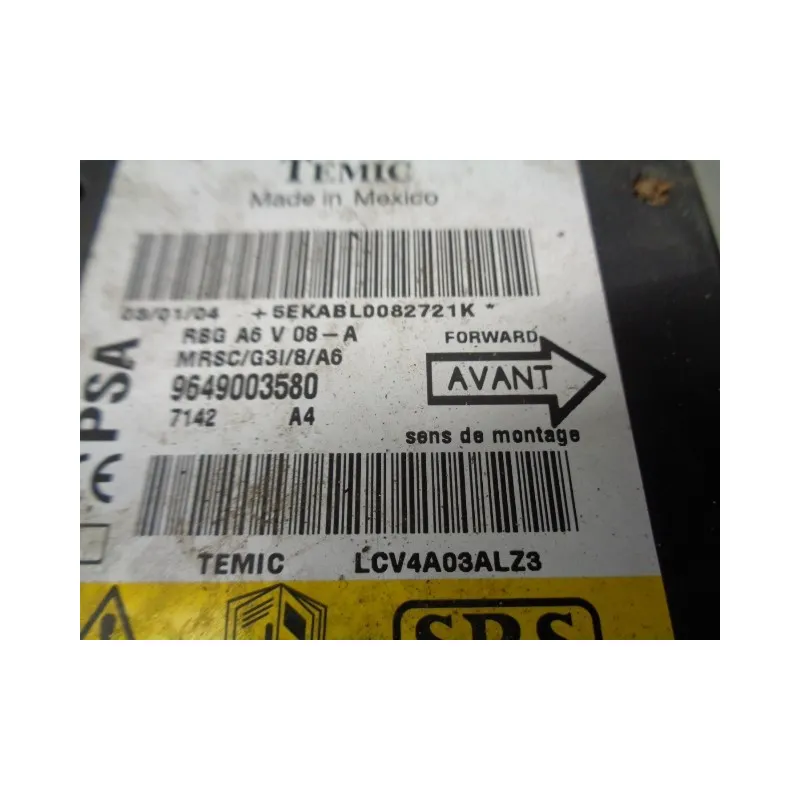 TEMIC
Made in Mexico
03/01/04 +5EKABL0082721K*
RBG A6 V 08-A
MRSC/G3I/8/A6
FORWARD
9649003580
AVANT
7142 A4
sens de montage
PSA
TEMIC LCV4A03ALZ3
SRS